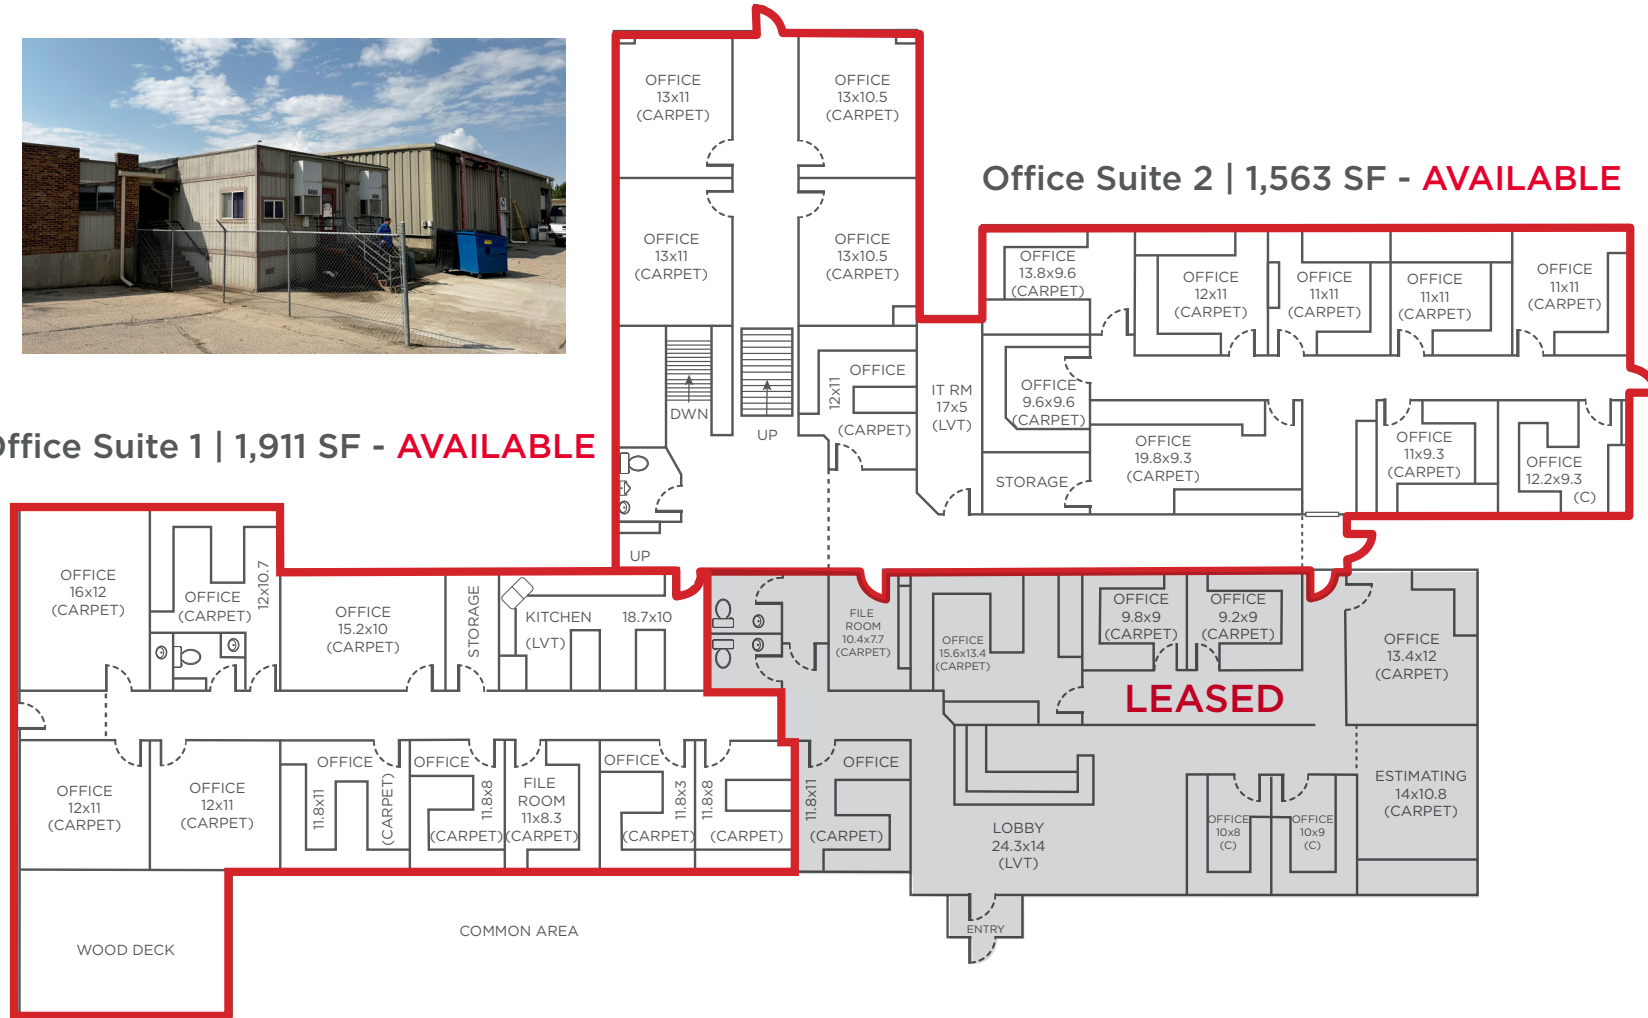 OFFICE
13x11
(CARPET)
OFFICE
13x10.5
(CARPET)
Office Suite 2 | 1,563 SF - AVAILABLE
OFFICE
13x11
(CARPET)
OFFICE
13x10.5
(CARPET)
OFFICE
13.8x9.6
(CARPET)
OFFICE
12x11
(CARPET)
OFFICE
11x11
(CARPET)
OFFICE
11x11
(CARPET)
OFFICE
11x11
(CARPET)
DWN
UP
OFFICE
12x11
(CARPET)
IT RM
17x5
(LVT)
OFFICE
9.6x9.6
(CARPET)
STORAGE
OFFICE
19.8x9.3
(CARPET)
OFFICE
11x9.3
(CARPET)
OFFICE
12.2x9.3
(C)
UP
Office Suite 1 | 1,911 SF - AVAILABLE
OFFICE
16x12
(CARPET)
OFFICE
(CARPET)
12x10.7
OFFICE
15.2x10
(CARPET)
STORAGE
KITCHEN
18.7x10
(LVT)
FILE
ROOM
10.4x7.7
(CARPET)
OFFICE
15.6x13.4
(CARPET)
OFFICE
9.8x9
(CARPET)
OFFICE
9.2x9
(CARPET)
OFFICE
13.4x12
(CARPET)
LEASED
OFFICE
12x11
(CARPET)
OFFICE
12x11
(CARPET)
OFFICE
11.8x11
(CARPET)
OFFICE
11.8x8
(CARPET)
FILE
ROOM
11x8.3
(CARPET)
OFFICE
11.8x3
(CARPET)
11.8x8
(CARPET)
OFFICE
11.8x11
(CARPET)
LOBBY
24.3x14
(LVT)
OFFICE
10x8
(C)
OFFICE
10x9
(C)
ESTIMATING
14x10.8
(CARPET)
ENTRY
WOOD DECK
COMMON AREA